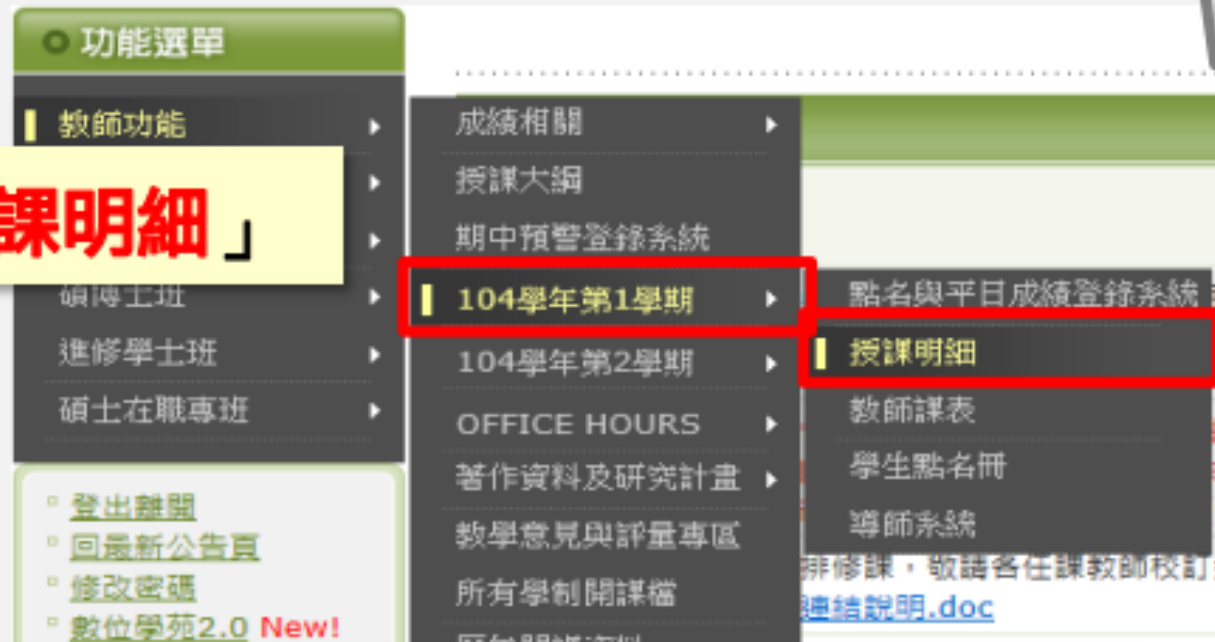 功能選單
教師功能
課明細」
碩博士班
進修學士班
碩士在職專班
登出離開
回最新公告頁
修改密碼
數位學苑2.0 New!
成績相關
授課大綱
期中預警登錄系統
104學年第1學期
104學年第2學期
OFFICE HOURS
著作資料及研究計畫
教學意見與評量專區
所有學制開課檔
點名與平日成績登錄系統
授課明細
教師課表
學生點名冊
導師系統
排修課,敬請各任課教師校訂
連結說明.doc